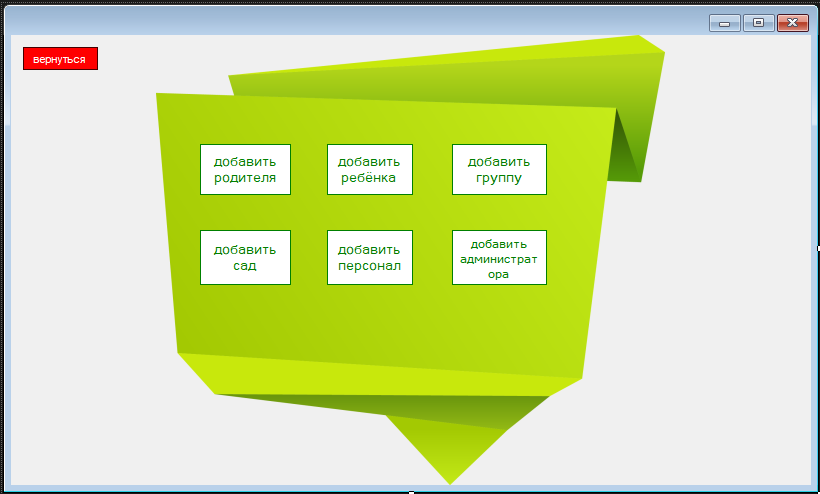 вернуться
добавить
родителя
добавить
ребёнка
добавить
группу
добавить
сад
добавить
персонал
добавить
администрат
ора